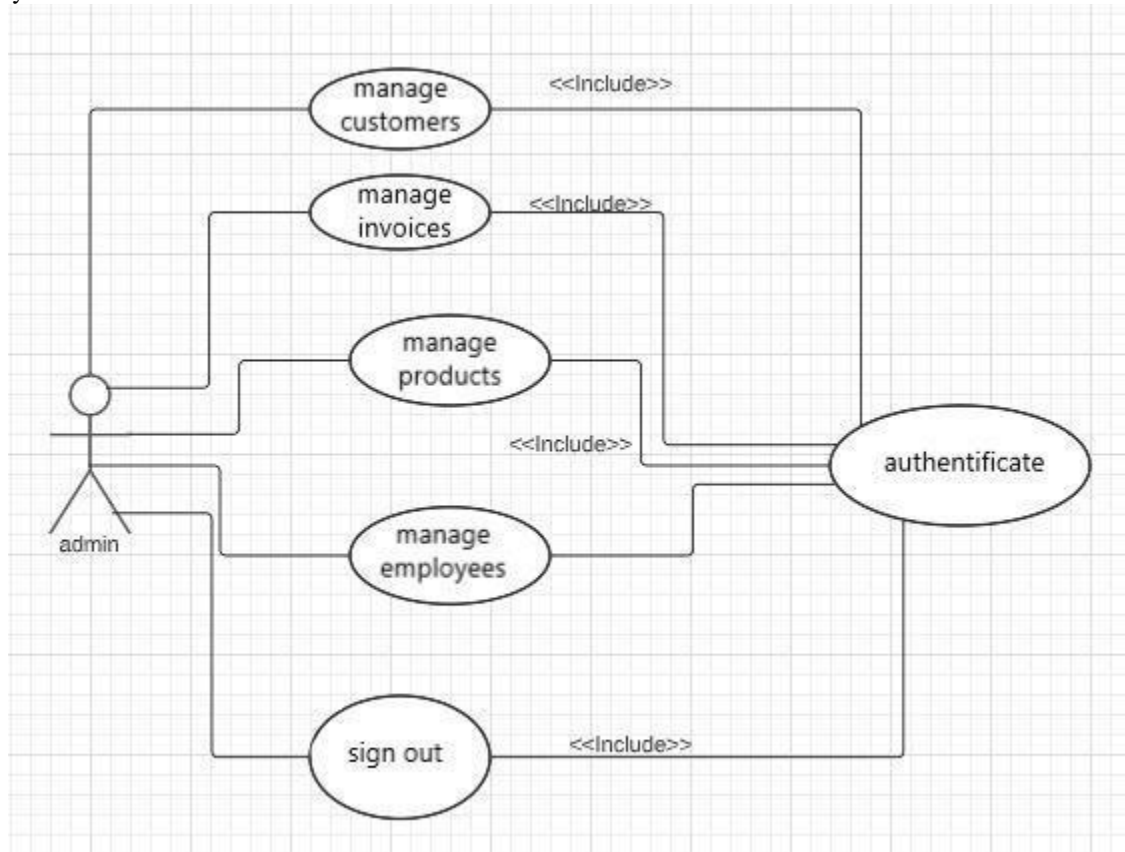 manage
customers
<<Include>>
manage
invoices
<<Include>>
manage
products
<<Include>>
authentificate
manage
employees
admin
sign out
<<Include>>